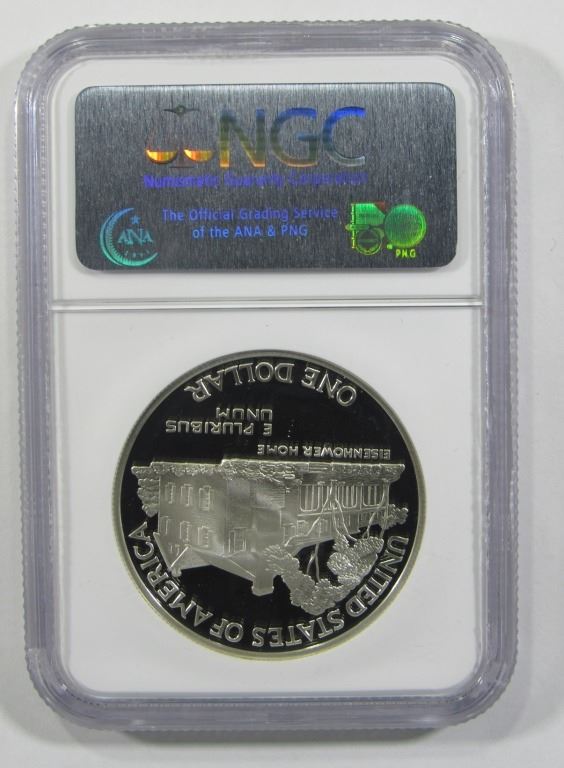 NGC
Numismatic Guaranty Corporation
The Official Grading Service
of the ANA & PNG
ANA
P.N.G
UNITED STATES OF AMERICA
EISENHOWER HOME
E PLURIBUS
UNUM
ONE DOLLAR